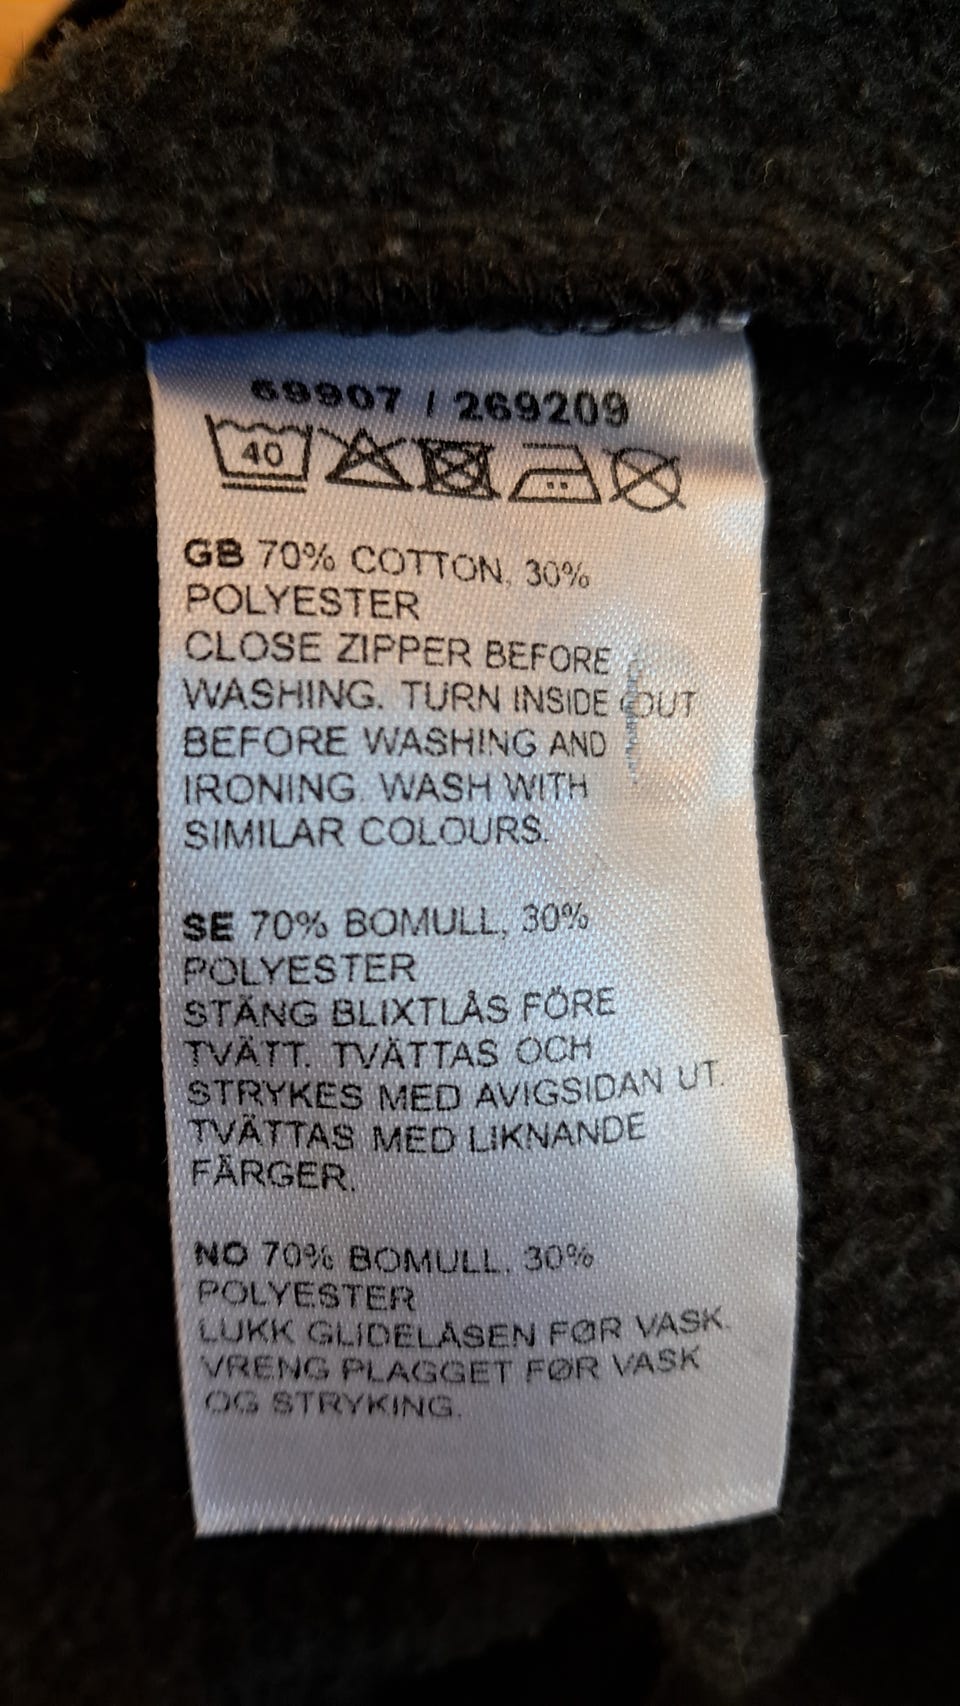 69907 / 269209
40
GB 70% COTTON, 30%
POLYESTER
CLOSE ZIPPER BEFORE
WASHING. TURN INSIDE OUT
BEFORE WASHING AND
IRONING. WASH WITH
SIMILAR COLOURS.
SE 70% BOMULL, 30%
POLYESTER
STÄNG BLIXTLÅS FÖRE
TVÄTT. TVÄTTAS OCH
STRYKES MED AVIGSIDAN UT.
TVÄTTAS MED LIKNANDE
FÄRGER.
NO 70% BOMULL, 30%
POLYESTER
LUKK GLIDELÅSEN FØR VASK.
VRENG PLAGGET FØR VASK
OG STRYKING.